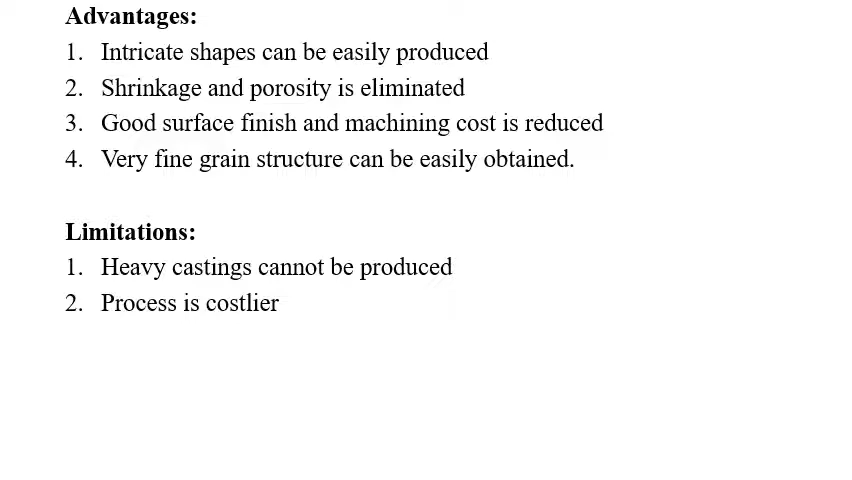 Advantages:
1. Intricate shapes can be easily produced
2. Shrinkage and porosity is eliminated
3. Good surface finish and machining cost is reduced
4. Very fine grain structure can be easily obtained.
Limitations:
1. Heavy castings cannot be produced
2. Process is costlier